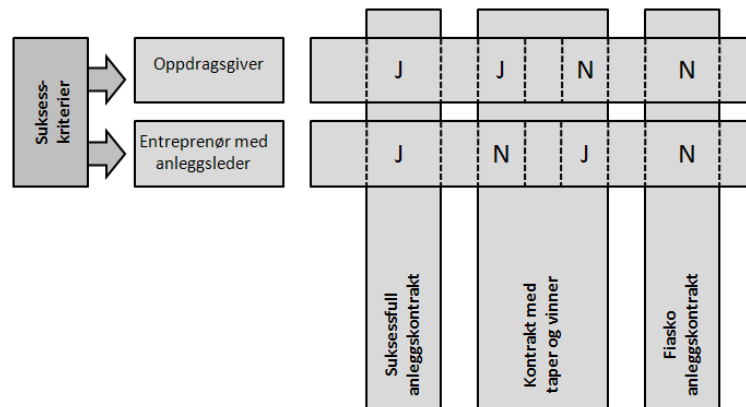 Suksess-
kriterier
Oppdragsgiver
J J N N
Entreprenør med
anleggsleder
J N J N
Suksessfull
anleggskontrakt
Kontrakt med
taper og vinner
Fiasko
anleggskontrakt